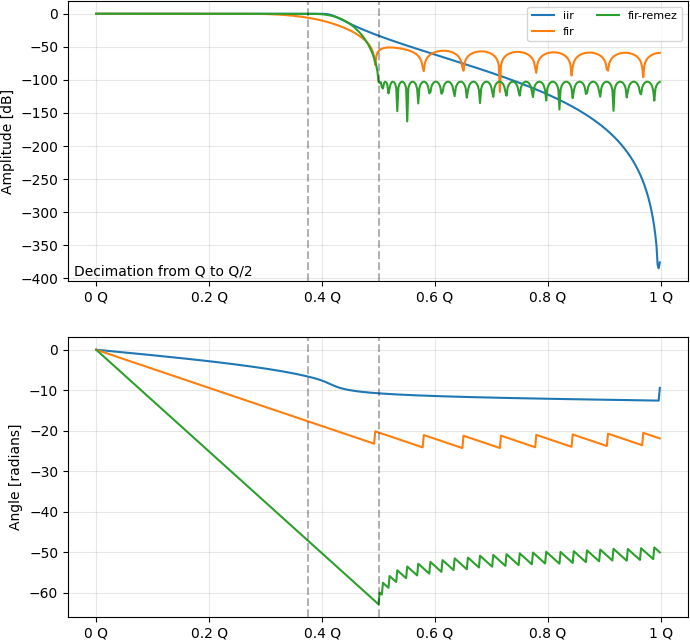 0
−50
−100
−150
−200
−250
−300
−350
−400
Amplitude [dB]
iir
fir
fir-remez
Decimation from Q to Q/2
0 Q
0.2 Q
0.4 Q
0.6 Q
0.8 Q
1 Q
0
−10
−20
−30
−40
−50
−60
Angle [radians]
0 Q
0.2 Q
0.4 Q
0.6 Q
0.8 Q
1 Q